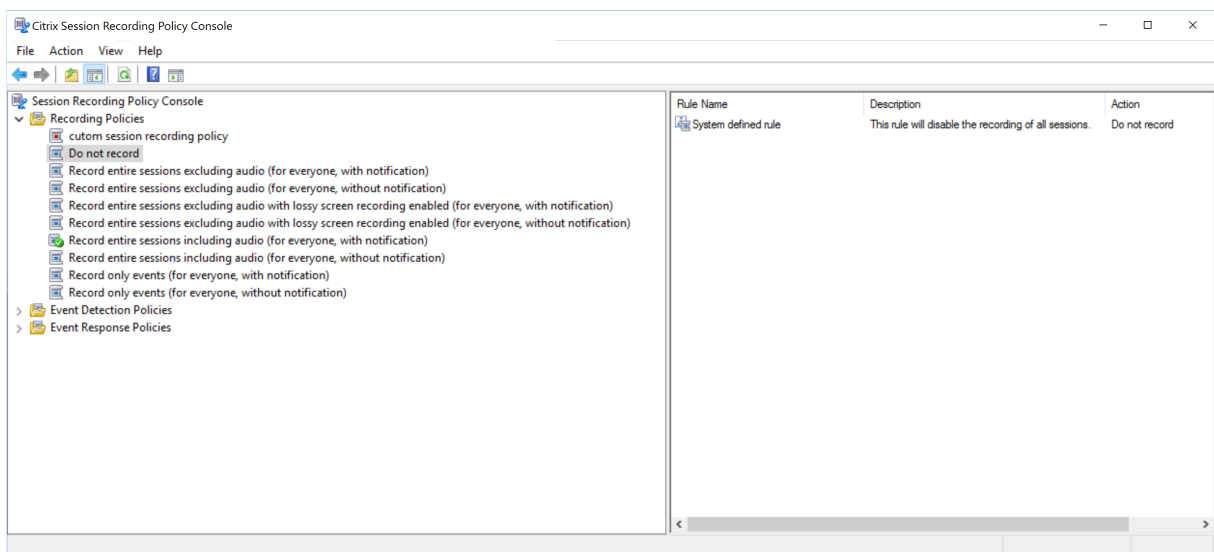 Citrix Session Recording Policy Console
File Action View Help
Session Recording Policy Console
Recording Policies
cutom session recording policy
Do not record
Record entire sessions excluding audio (for everyone, with notification)
Record entire sessions excluding audio (for everyone, without notification)
Record entire sessions excluding audio with lossy screen recording enabled (for everyone, with notification)
Record entire sessions excluding audio with lossy screen recording enabled (for everyone, without notification)
Record entire sessions including audio (for everyone, with notification)
Record entire sessions including audio (for everyone, without notification)
Record only events (for everyone, with notification)
Record only events (for everyone, without notification)
Event Detection Policies
Event Response Policies
Rule Name Description Action
System defined rule This rule will disable the recording of all sessions. Do not record